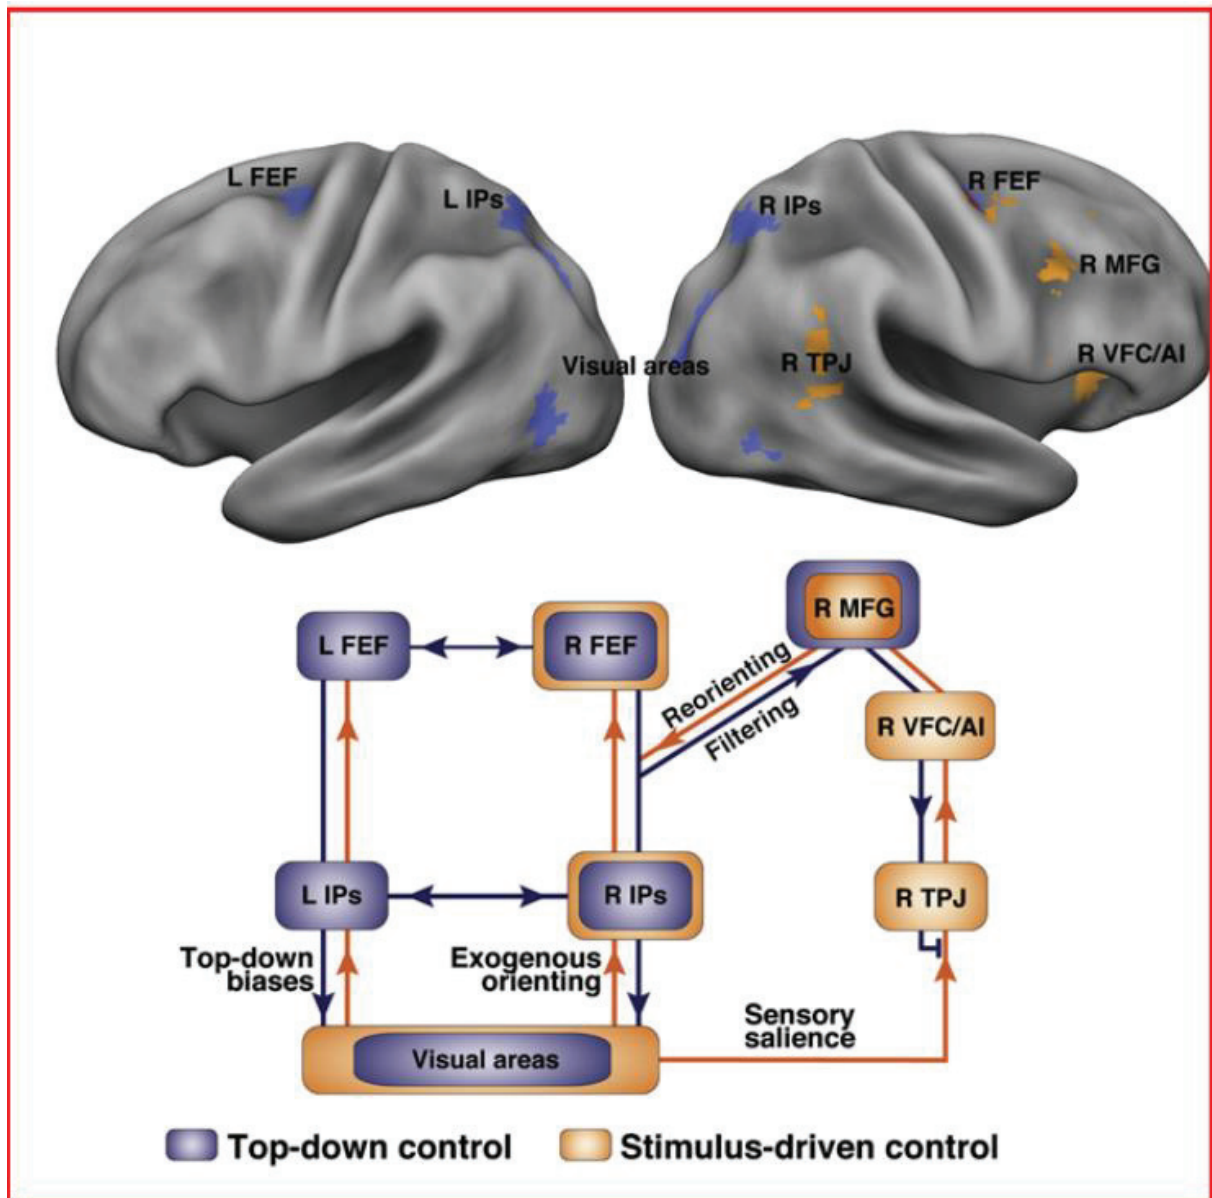 L FEF
L IPs
R IPs
R FEF
R MFG
Visual areas
R TPJ
R VFC/AI
R MFG
L FEF
R FEF
Reorienting
Filtering
R VFC/AI
L IPs
R IPs
R TPJ
Top-down
biases
Exogenous
orienting
Sensory
salience
Visual areas
Top-down control
Stimulus-driven control